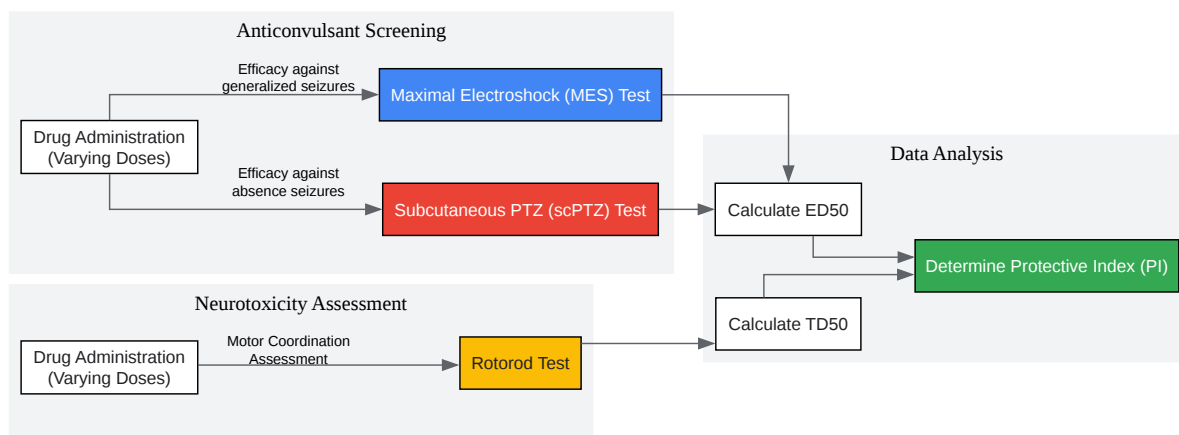 Anticonvulsant Screening
Efficacy against
generalized seizures
Maximal Electroshock (MES) Test
Drug Administration
(Varying Doses)
Efficacy against
absence seizures
Subcutaneous PTZ (scPTZ) Test
Data Analysis
Calculate ED50
Determine Protective Index (PI)
Calculate TD50
Neurotoxicity Assessment
Motor Coordination
Assessment
Drug Administration
(Varying Doses)
Rotorod Test